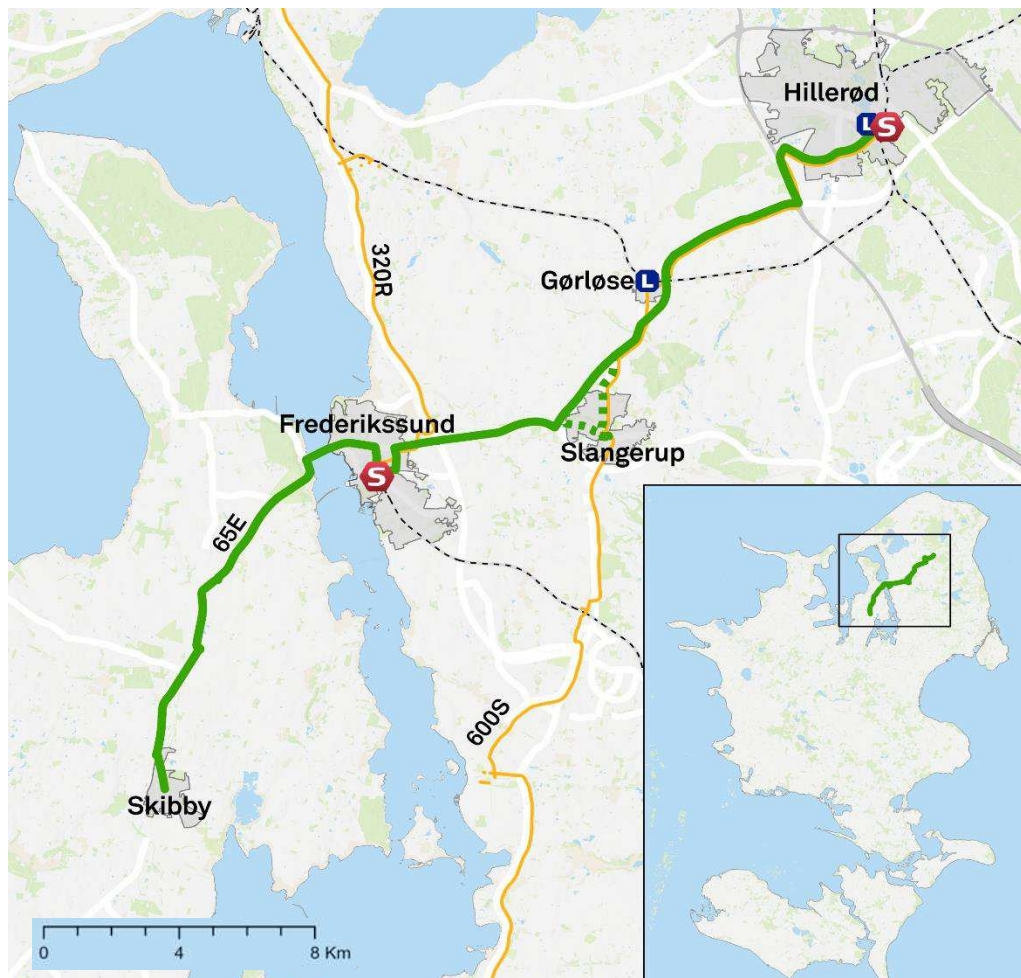 Hillerød
L
S
320R
Gørløse
L
Frederikssund
Slangerup
S
65E
600S
Skibby
0 4 8 Km